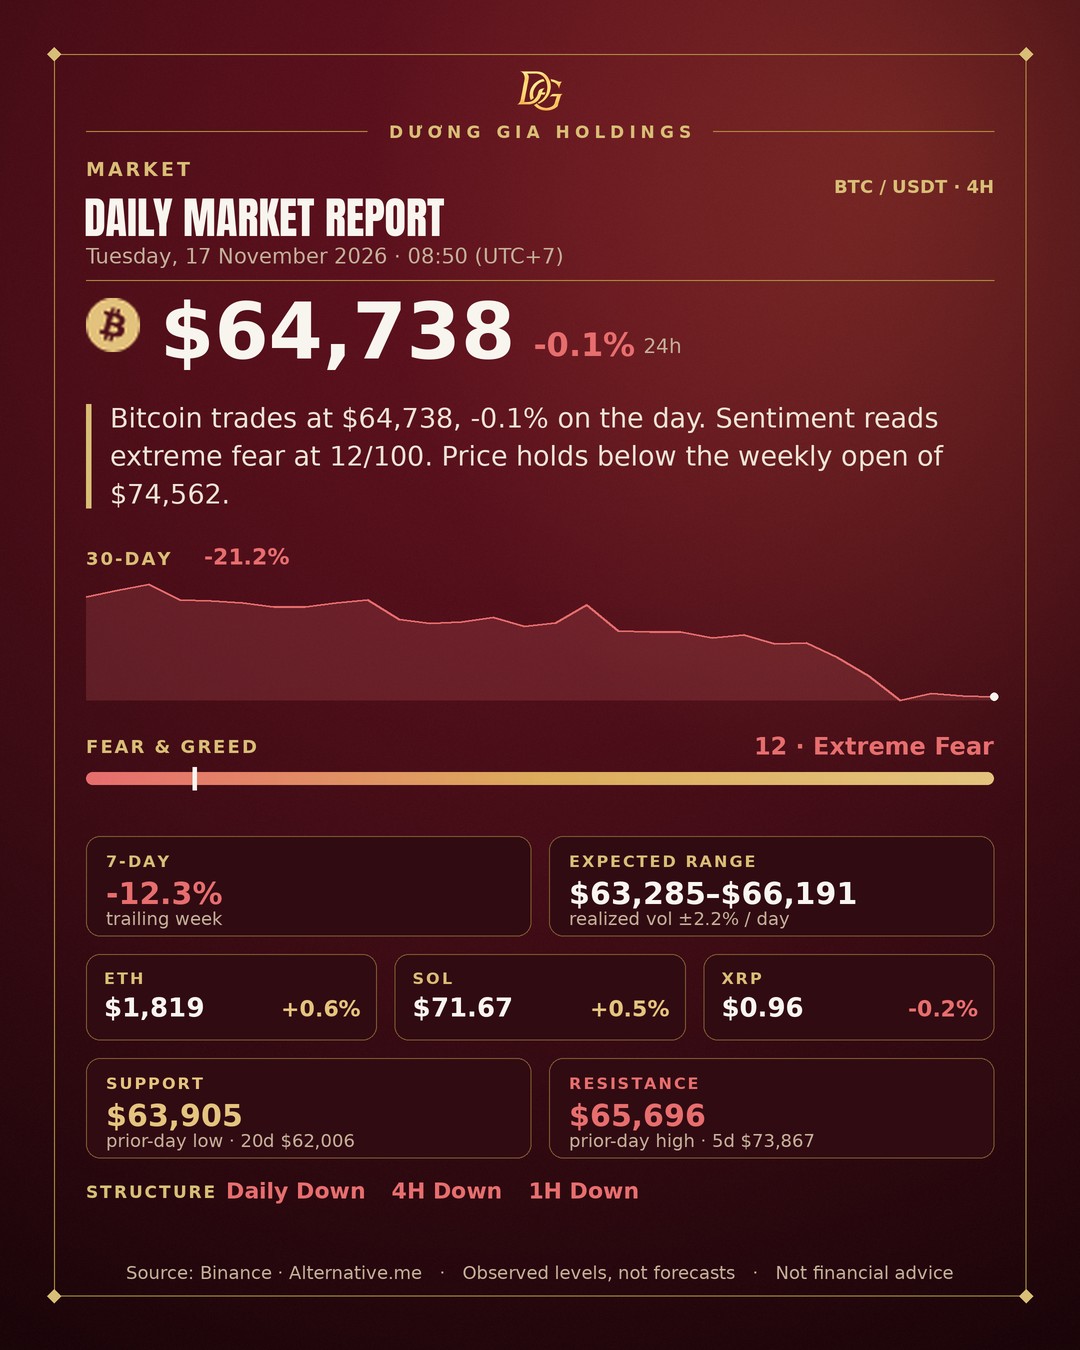 DG
DƯƠNG GIA HOLDINGS
MARKET
BTC / USDT · 4H
DAILY MARKET REPORT
Tuesday, 17 November 2026 · 08:50 (UTC+7)
$64,738 -0.1% 24h
Bitcoin trades at $64,738, -0.1% on the day. Sentiment reads
extreme fear at 12/100. Price holds below the weekly open of
$74,562.
30-DAY -21.2%
FEAR & GREED 12 · Extreme Fear
7-DAY
-12.3%
trailing week
EXPECTED RANGE
$63,285–$66,191
realized vol ±2.2% / day
ETH
$1,819 +0.6%
SOL
$71.67 +0.5%
XRP
$0.96 -0.2%
SUPPORT
$63,905
prior-day low · 20d $62,006
RESISTANCE
$65,696
prior-day high · 5d $73,867
STRUCTURE Daily Down 4H Down 1H Down
Source: Binance · Alternative.me · Observed levels, not forecasts · Not financial advice